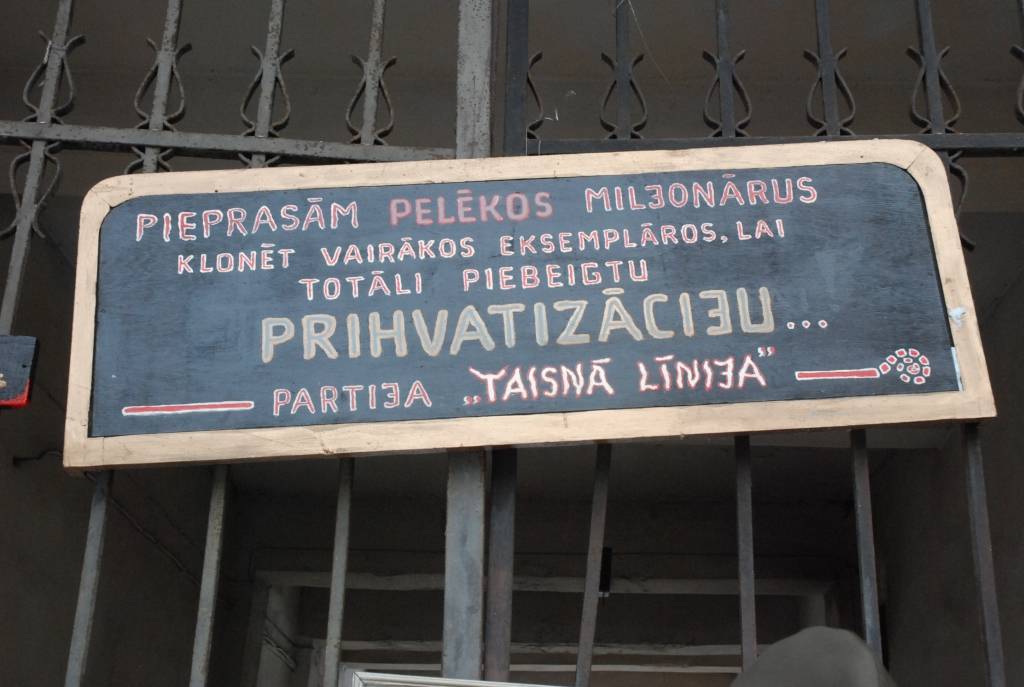 PIEPRASĀM PELĒKOS MILJONĀRUS
KLONĒT VAIRĀKOS EKSEMPLĀROS, LAI
TOTĀLI PIEBEIGTU
PRIHVATIZĀCIJU...
PARTIJA „TAISNĀ LĪNIJA”